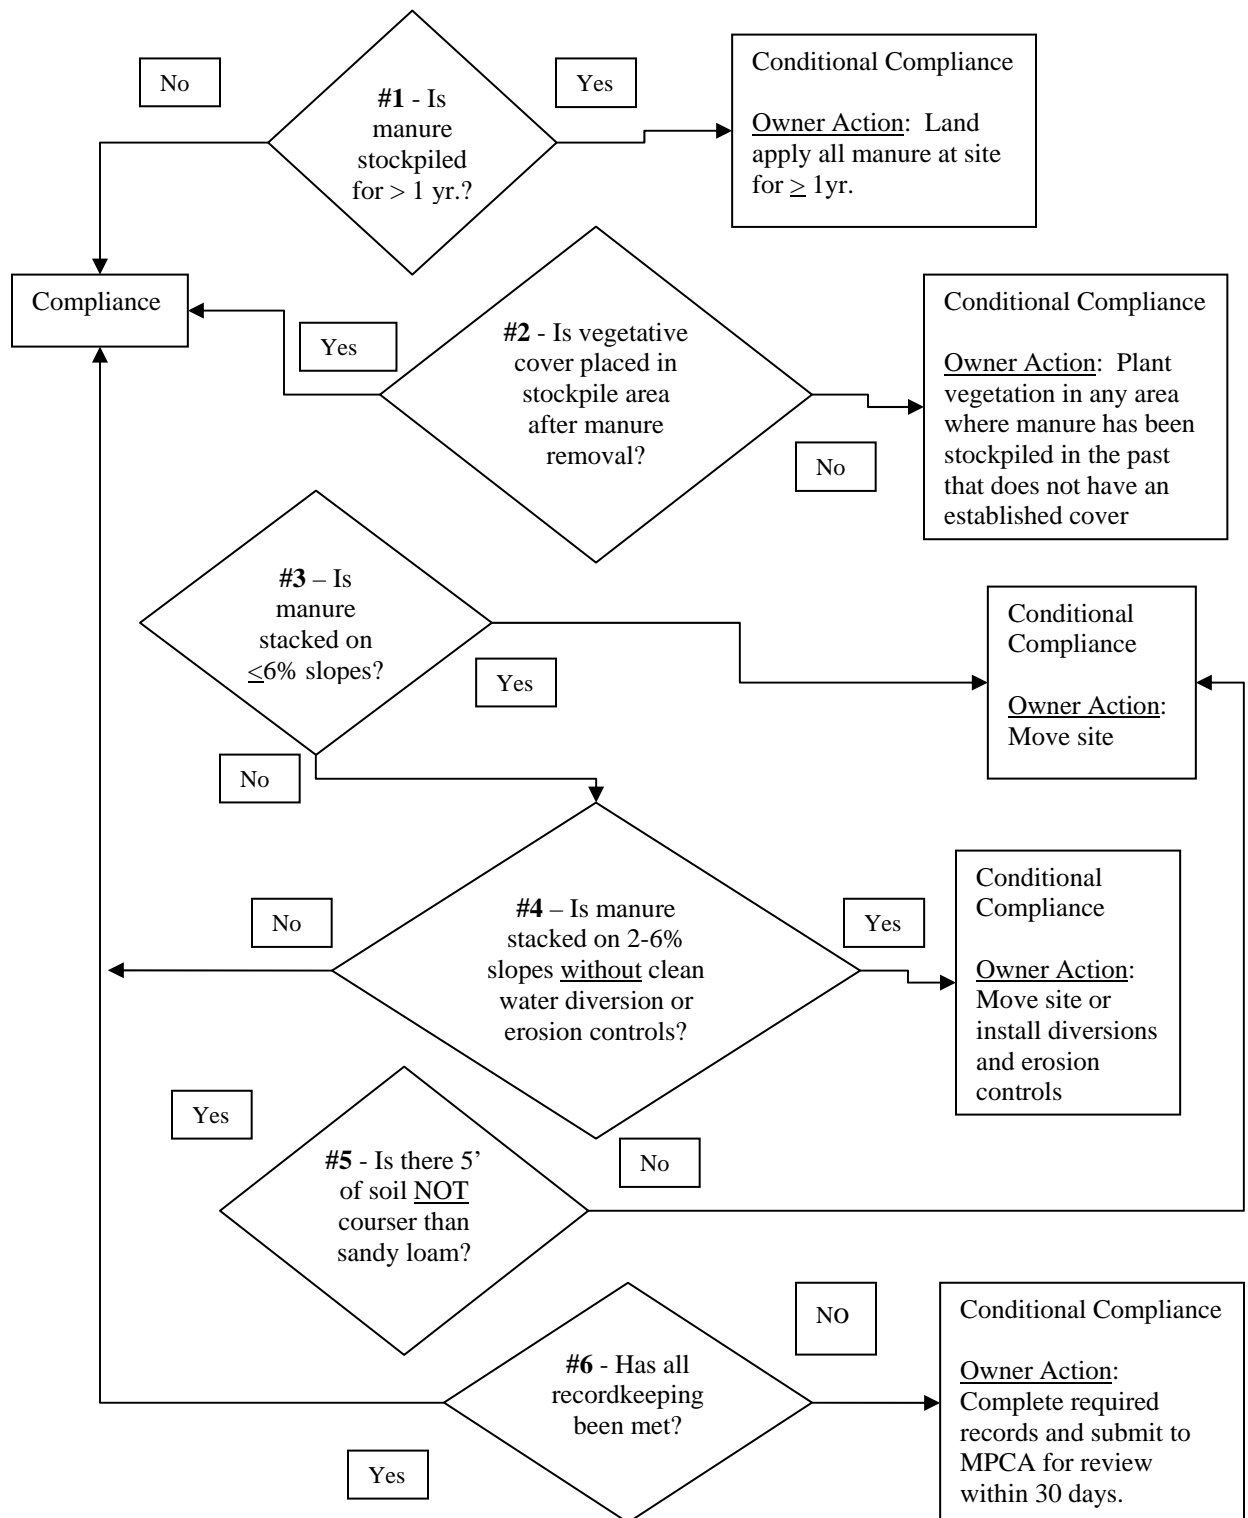 No
#1 - Is
manure
stockpiled
for > 1 yr.?
Yes
Conditional Compliance
Owner Action:  Land
apply all manure at site
for ≥ 1yr.
Compliance
Yes
#2 - Is vegetative
cover placed in
stockpile area
after manure
removal?
No
Conditional Compliance
Owner Action:  Plant
vegetation in any area
where manure has been
stockpiled in the past
that does not have an
established cover
#3 – Is
manure
stacked on
≤6% slopes?
Yes
No
Conditional
Compliance
Owner Action:
Move site
No
#4 – Is manure
stacked on 2-6%
slopes without clean
water diversion or
erosion controls?
Yes
Conditional
Compliance
Owner Action:
Move site or
install diversions
and erosion
controls
Yes
#5 - Is there 5’
of soil NOT
courser than
sandy loam?
No
#6 - Has all
recordkeeping
been met?
NO
Yes
Conditional Compliance
Owner Action:
Complete required
records and submit to
MPCA for review
within 30 days.